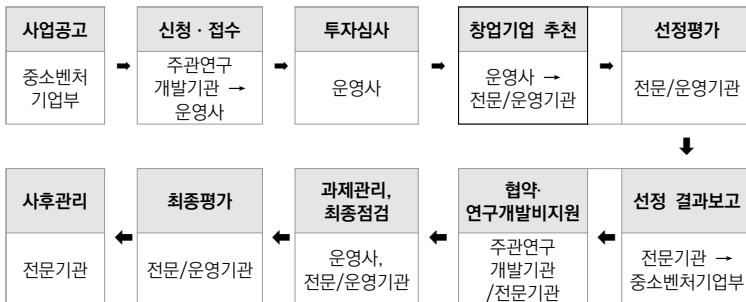 사업공고
신청 · 접수
투자심사
창업기업 추천
선정평가
중소벤처
기업부
➡
주관연구
개발기관 →
운영사
➡
운영사
➡
운영사 →
전문/운영기관
➡
전문/운영기관
⬇
사후관리
최종평가
과제관리,
최종점검
협약·
연구개발비지원
선정 결과보고
전문기관
⬅
전문/운영기관
⬅
운영사,
전문/운영기관
⬅
주관연구
개발기관
/전문기관
⬅
전문기관 →
중소벤처기업부